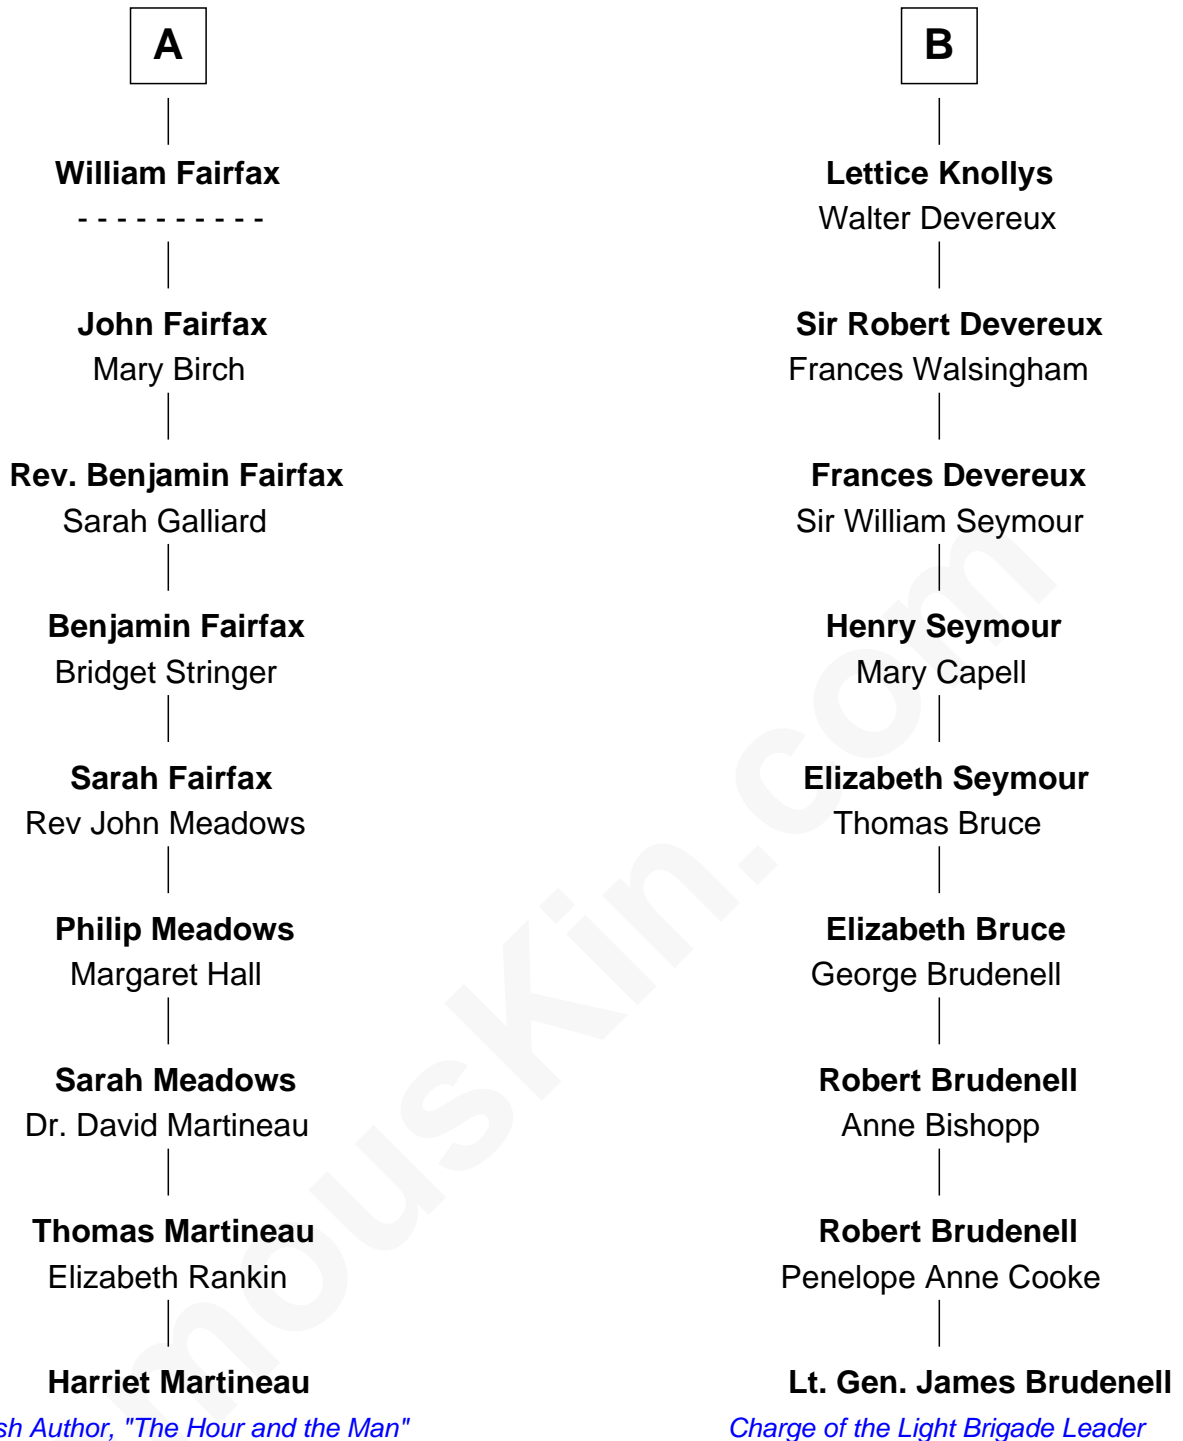 A
William Fairfax
- - - - - - - - - -
John Fairfax
Mary Birch
Rev. Benjamin Fairfax
Sarah Galliard
Benjamin Fairfax
Bridget Stringer
Sarah Fairfax
Rev John Meadows
Philip Meadows
Margaret Hall
Sarah Meadows
Dr. David Martineau
Thomas Martineau
Elizabeth Rankin
Harriet Martineau
sh Author, "The Hour and the Man"
B
Lettice Knollys
Walter Devereux
Sir Robert Devereux
Frances Walsingham
Frances Devereux
Sir William Seymour
Henry Seymour
Mary Capell
Elizabeth Seymour
Thomas Bruce
Elizabeth Bruce
George Brudenell
Robert Brudenell
Anne Bishopp
Robert Brudenell
Penelope Anne Cooke
Lt. Gen. James Brudenell
Charge of the Light Brigade Leader
mousKin.com